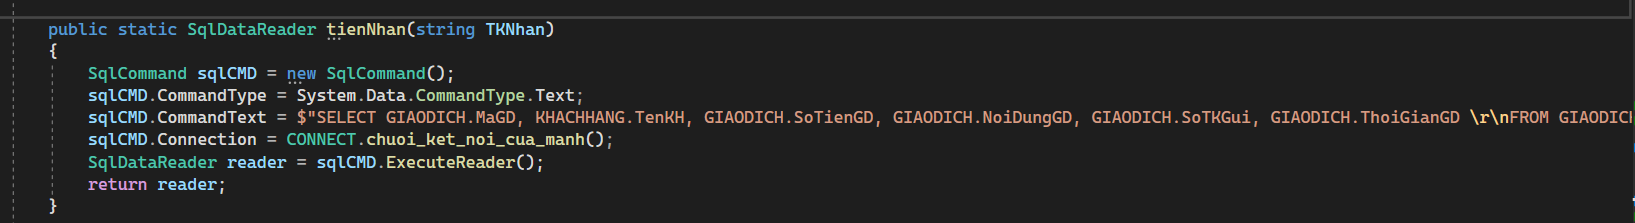 public static SqlDataReader tienNhan(string TKNhan)
{
SqlCommand sqlCMD = new SqlCommand();
sqlCMD.CommandType = System.Data.CommandType.Text;
sqlCMD.CommandText = $"SELECT GIAODICH.MaGD, KHACHHANG.TenKH, GIAODICH.SoTienGD, GIAODICH.NoiDungGD, GIAODICH.SoTKGui, GIAODICH.ThoiGianGD \r\nFROM GIAODICH
sqlCMD.Connection = CONNECT.chuoi_ket_noi_cua_manh();
SqlDataReader reader = sqlCMD.ExecuteReader();
return reader;
}